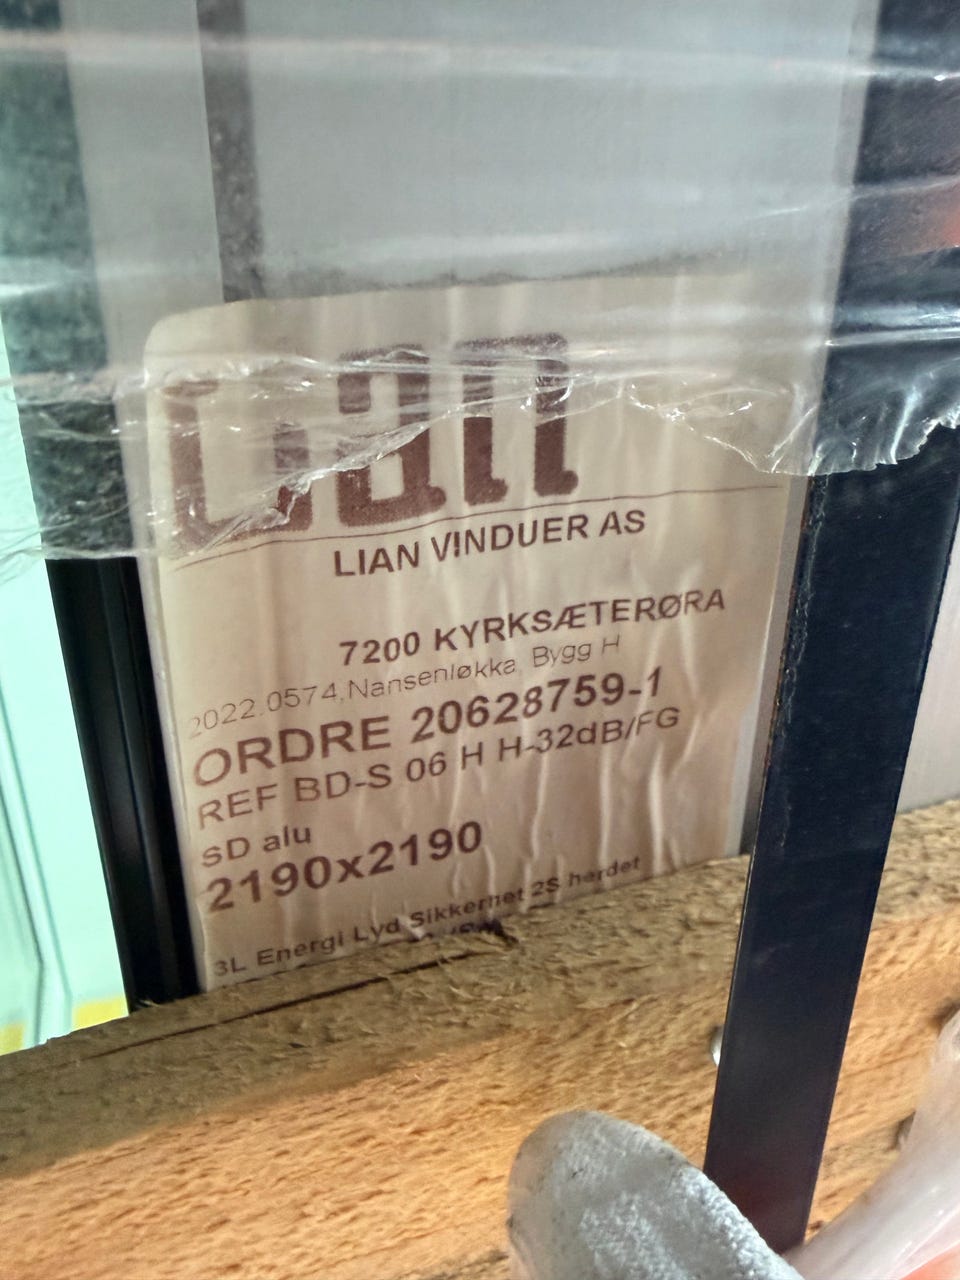 Lian
LIAN VINDUER AS
7200 KYRKSÆTERØRA
2022.0574,Nansenløkka, Bygg H
ORDRE 20628759-1
REF BD-S 06 H H-32dB/FG
SD alu
2190x2190
3L Energi Lyd Sikkerhet 2S herdet